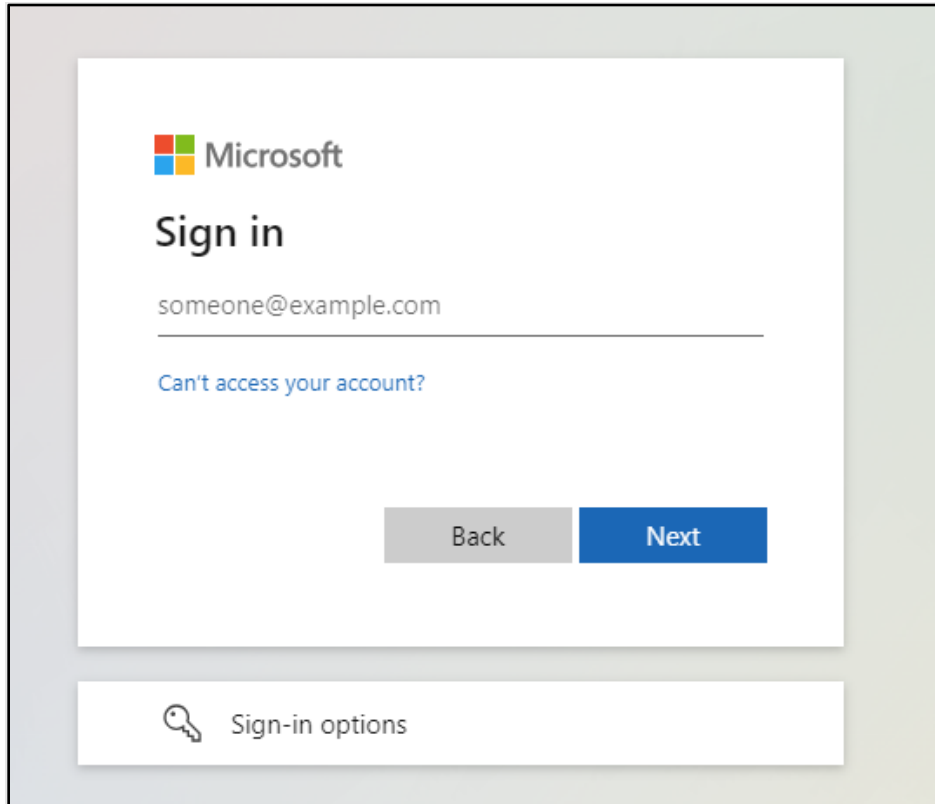 Microsoft
Sign in
someone@example.com
Can't access your account?
Back
Next
Sign-in options